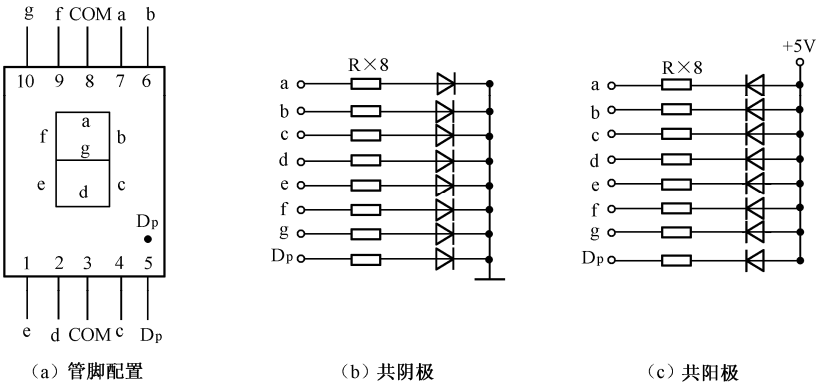 g f COM a b
10 9 8 7 6
a
f b
g
e c
d
Dp
1 2 3 4 5
e d COM c Dp
(a) 管脚配置
R×8
a
b
c
d
e
f
g
Dp
(b) 共阴极
+5V
R×8
a
b
c
d
e
f
g
Dp
(c) 共阳极